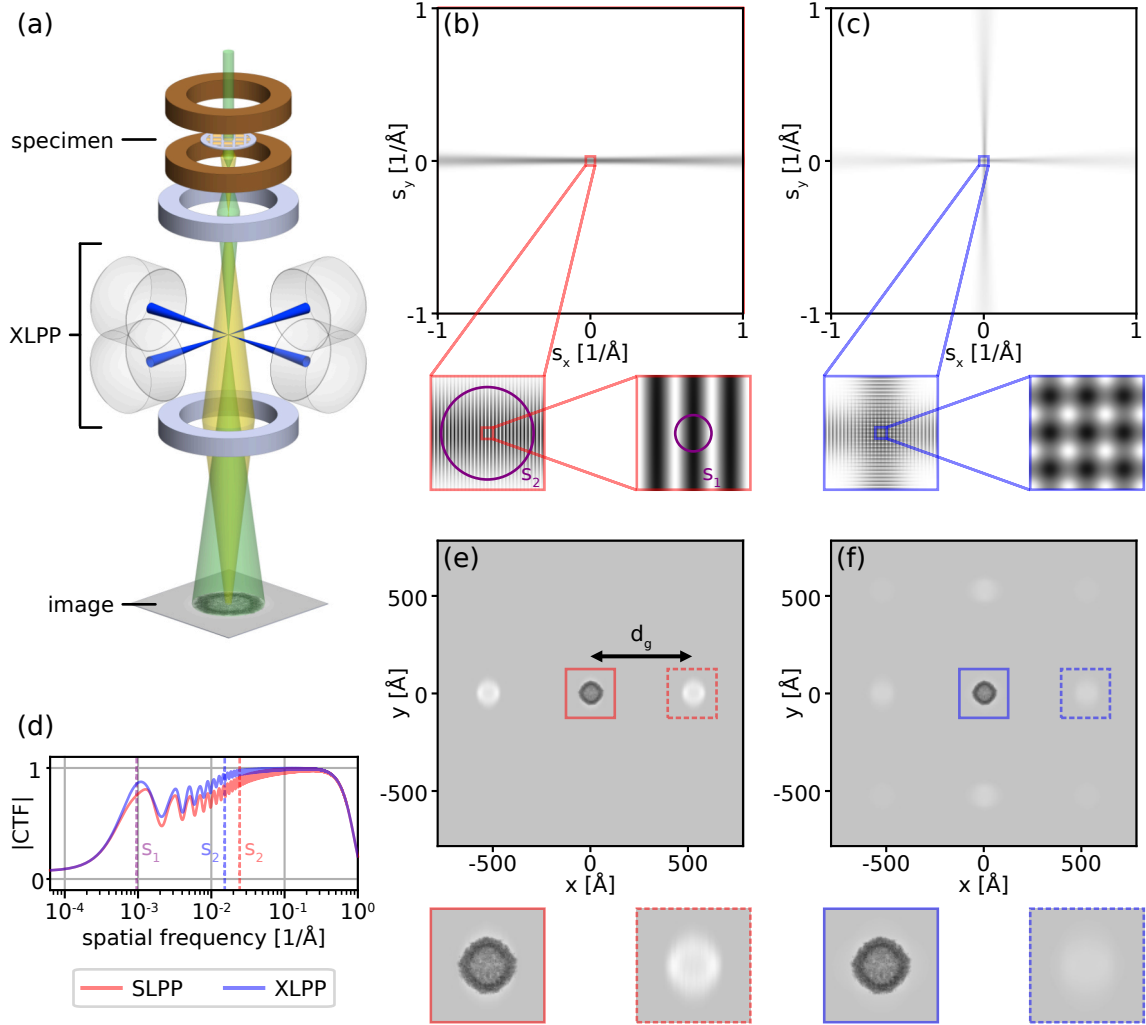 (a)
specimen
XLPP
image
(b)
1
0
-1
s_y [1/Å]
-1
0
1
s_x [1/Å]
s_2
s_1
(c)
1
0
-1
s_y [1/Å]
-1
0
1
s_x [1/Å]
(d)
1
0
|CTF|
s_1
s_2
s_2
10^-4
10^-3
10^-2
10^-1
10^0
spatial frequency [1/Å]
SLPP
XLPP
(e)
500
0
-500
y [Å]
d_g
-500
0
500
x [Å]
(f)
500
0
-500
y [Å]
-500
0
500
x [Å]